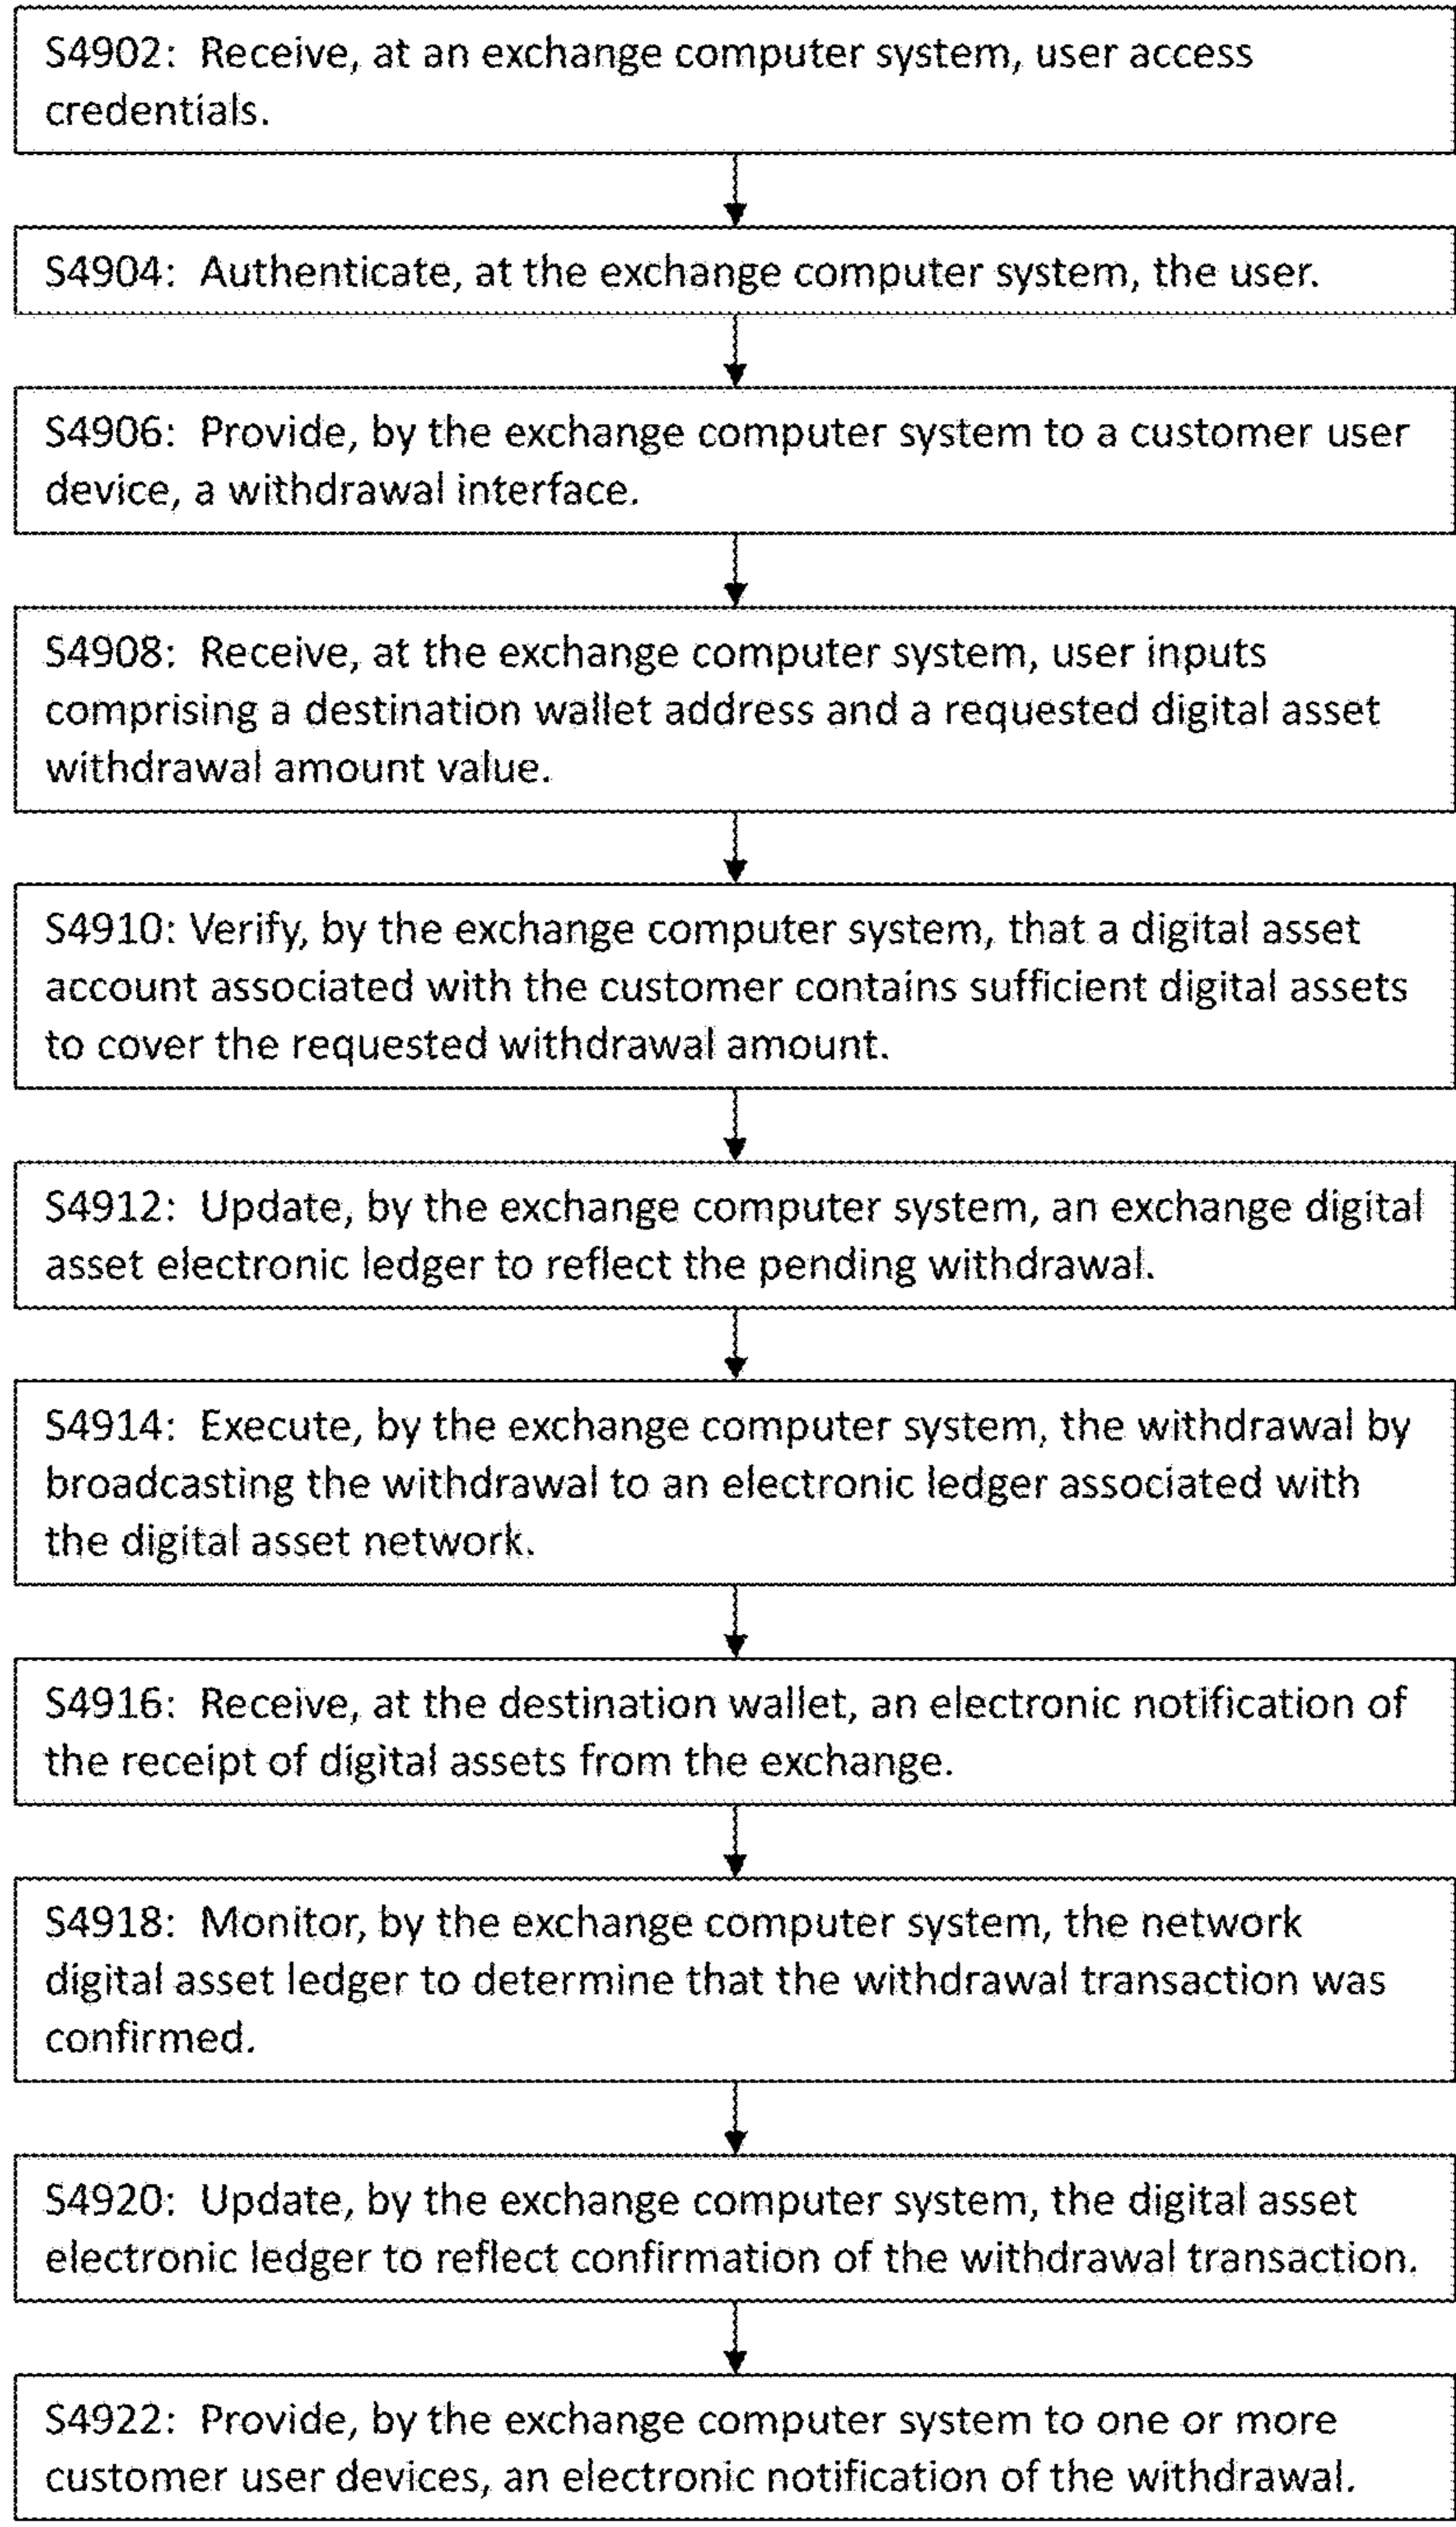 S4902: Receive, at an exchange computer system, user access
credentials.
S4904: Authenticate, at the exchange computer system, the user.
S4906: Provide, by the exchange computer system to a customer user
device, a withdrawal interface.
S4908: Receive, at the exchange computer system, user inputs
comprising a destination wallet address and a requested digital asset
withdrawal amount value.
S4910: Verify, by the exchange computer system, that a digital asset
account associated with the customer contains sufficient digital assets
to cover the requested withdrawal amount.
S4912: Update, by the exchange computer system, an exchange digital
asset electronic ledger to reflect the pending withdrawal.
S4914: Execute, by the exchange computer system, the withdrawal by
broadcasting the withdrawal to an electronic ledger associated with
the digital asset network.
S4916: Receive, at the destination wallet, an electronic notification of
the receipt of digital assets from the exchange.
S4918: Monitor, by the exchange computer system, the network
digital asset ledger to determine that the withdrawal transaction was
confirmed.
S4920: Update, by the exchange computer system, the digital asset
electronic ledger to reflect confirmation of the withdrawal transaction.
S4922: Provide, by the exchange computer system to one or more
customer user devices, an electronic notification of the withdrawal.